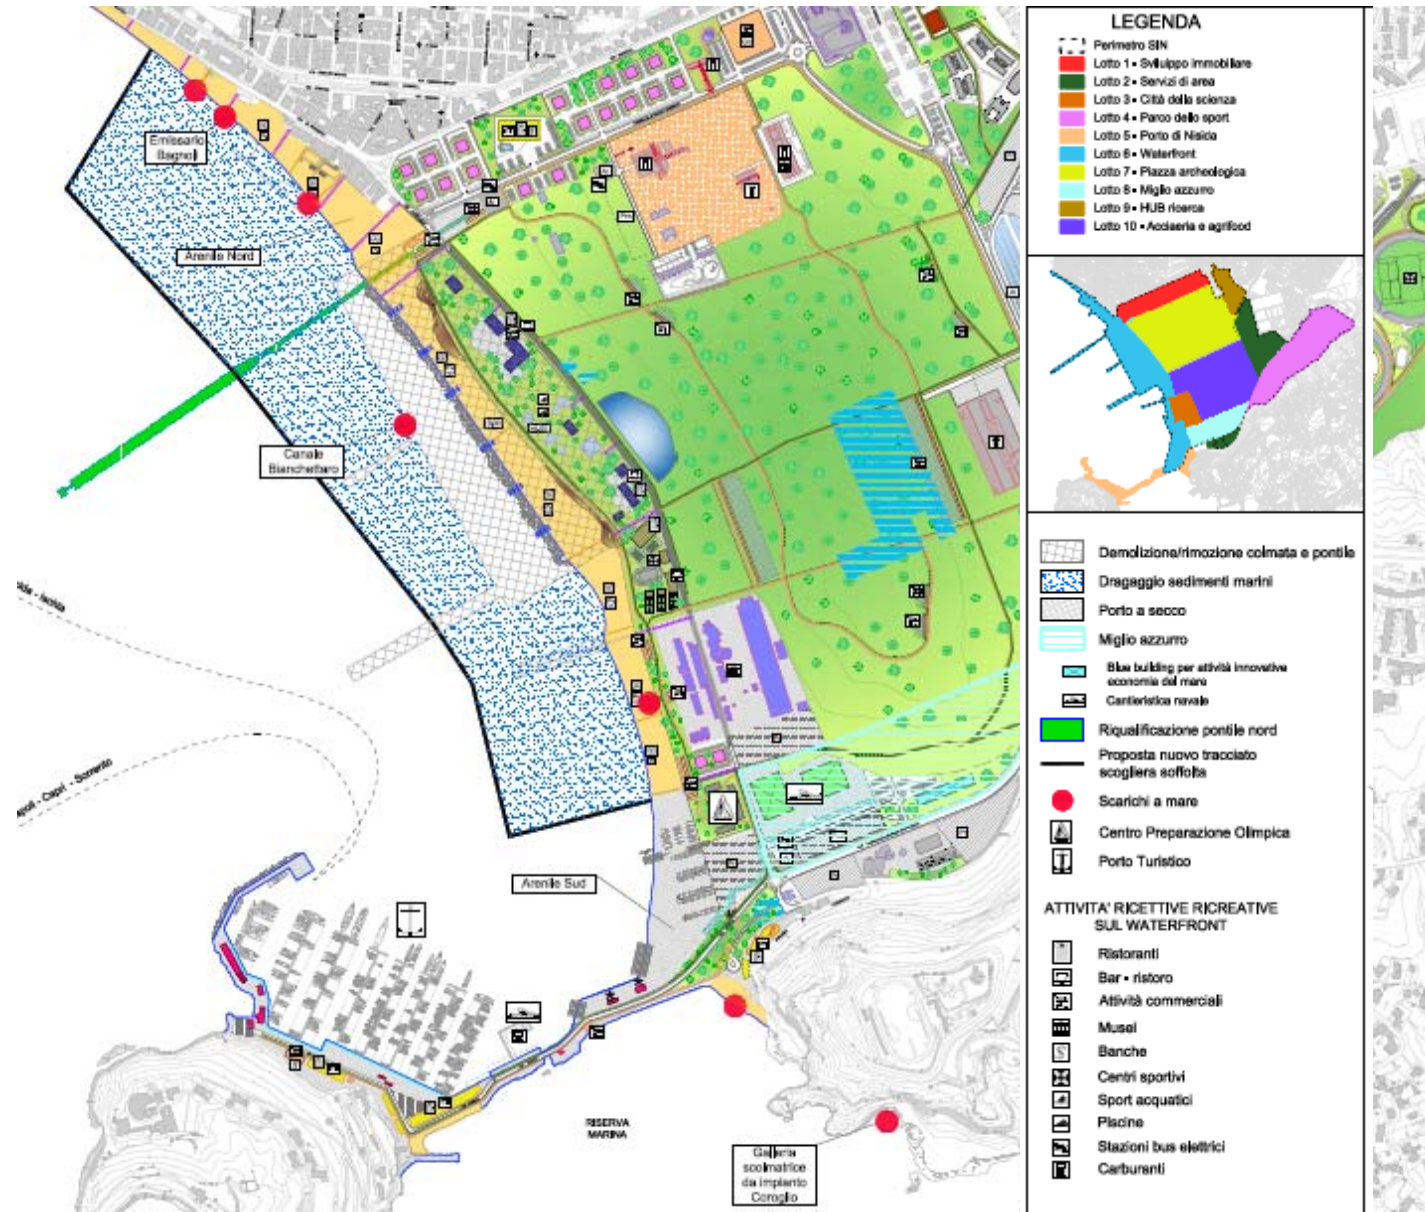 Emissario
Bagnoli
Arenile Nord
Canale
Bianchettaro
Arenile Sud
RISERVA
MARINA
Galleria
scolmatrice
da impianto
Coroglio
- Ischia
- Capri - Sorrento
LEGENDA
Perimetro SIN
Lotto 1 - Sviluppo immobiliare
Lotto 2 - Servizi di area
Lotto 3 - Città della scienza
Lotto 4 - Parco dello sport
Lotto 5 - Porto di Nisida
Lotto 6 - Waterfront
Lotto 7 - Piazza archeologica
Lotto 8 - Miglio azzurro
Lotto 9 - HUB ricerca
Lotto 10 - Acciaeria e agrifood
Demolizione/rimozione colmata e pontile
Dragaggio sedimenti marini
Porto a secco
Miglio azzurro
Blue building per attività innovative
economia del mare
Cantieristica navale
Riqualificazione pontile nord
Proposta nuovo tracciato
scogliera soffolta
Scarichi a mare
Centro Preparazione Olimpica
Porto Turistico
ATTIVITA' RICETTIVE RICREATIVE
SUL WATERFRONT
Ristoranti
Bar - ristoro
Attività commerciali
Musei
Banche
Centri sportivi
Sport acquatici
Piscine
Stazioni bus elettrici
Carburanti